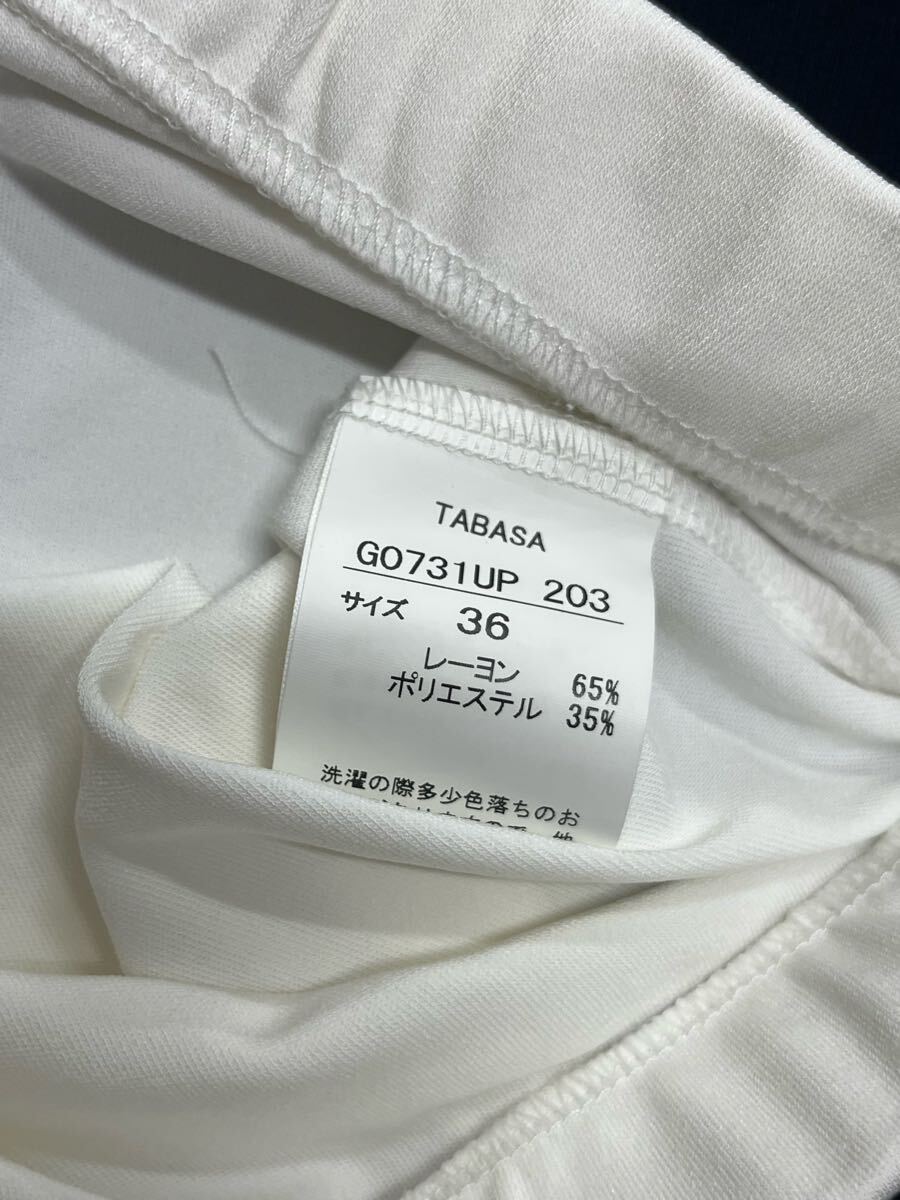 TABASA
G0731UP 203
サイズ 36
レーヨン 65%
ポリエステル 35%
洗濯の際多少色落ちのお